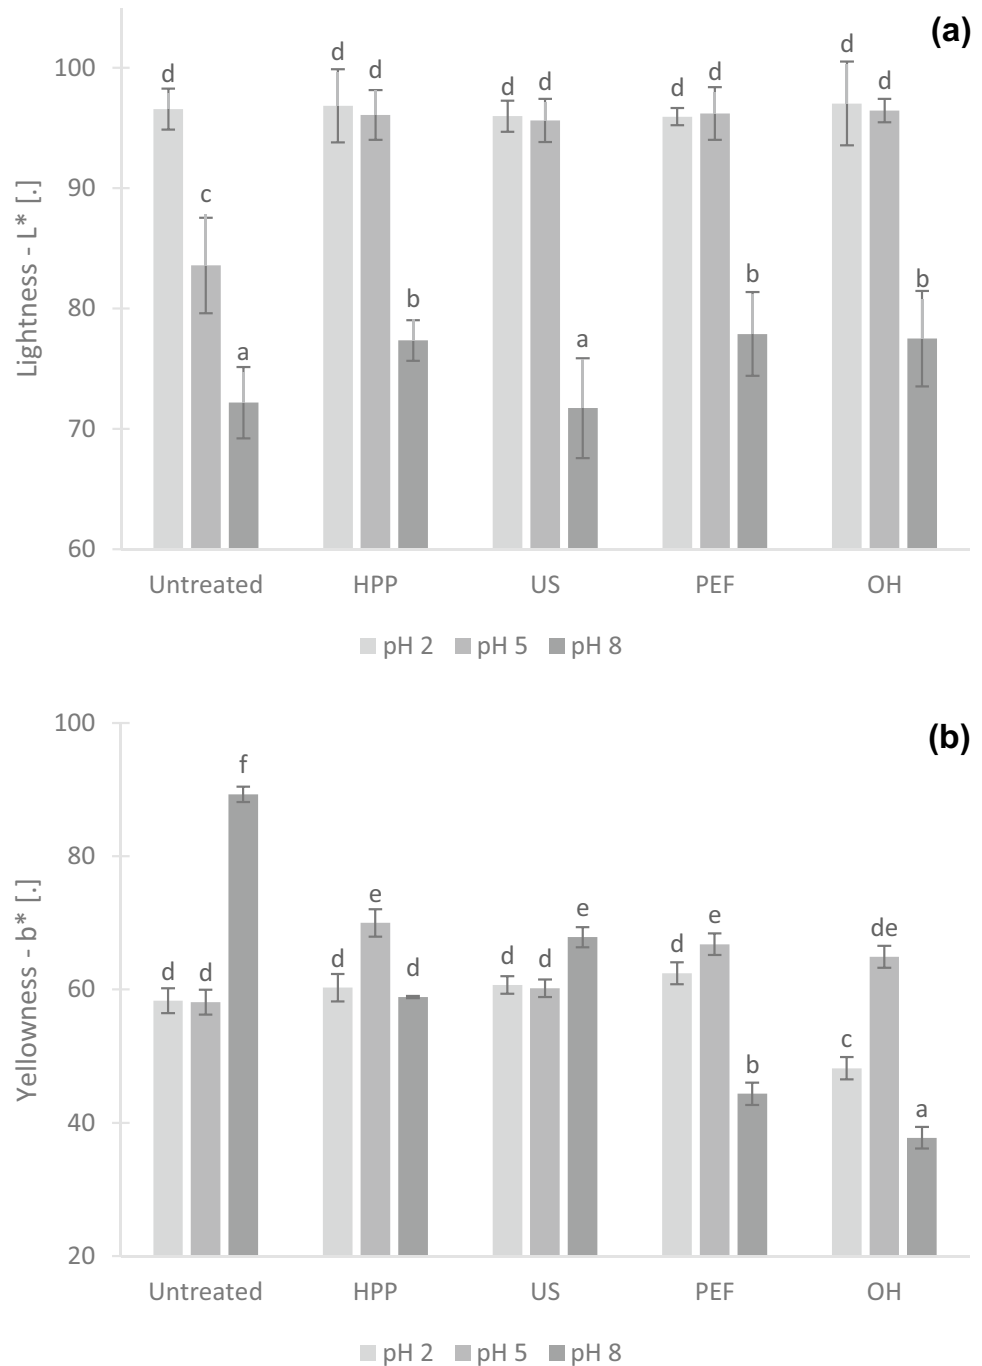 (a)
100
90
80
70
60
Lightness - L* [.]
d c a
d d b
d d a
d d b
d d b
Untreated HPP US PEF OH
pH 2 pH 5 pH 8
(b)
100
80
60
40
20
Yellowness - b* [.]
d d f
d e d
d d e
d e b
c de a
Untreated HPP US PEF OH
pH 2 pH 5 pH 8